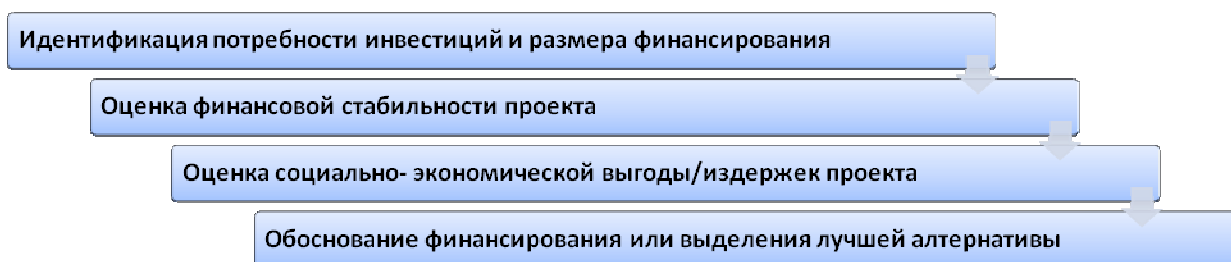 Идентификация потребности инвестиций и размера финансирования
Оценка финансовой стабильности проекта
Оценка социально- экономической выгоды/издержек проекта
Обоснование финансирования или выделения лучшей алтернативы